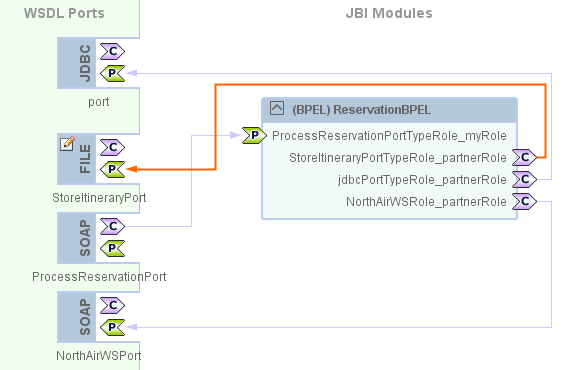 WSDL Ports
JBI Modules
JDBC
C
P
port
(BPEL) ReservationBPEL
P
ProcessReservationPortTypeRole_myRole
FILE
C
P
StoreItineraryPort
StoreItineraryPortTypeRole_partnerRole
C
jdbcPortTypeRole_partnerRole
C
NorthAirWSRole_partnerRole
C
SOAP
C
P
ProcessReservationPort
SOAP
C
P
NorthAirWSPort